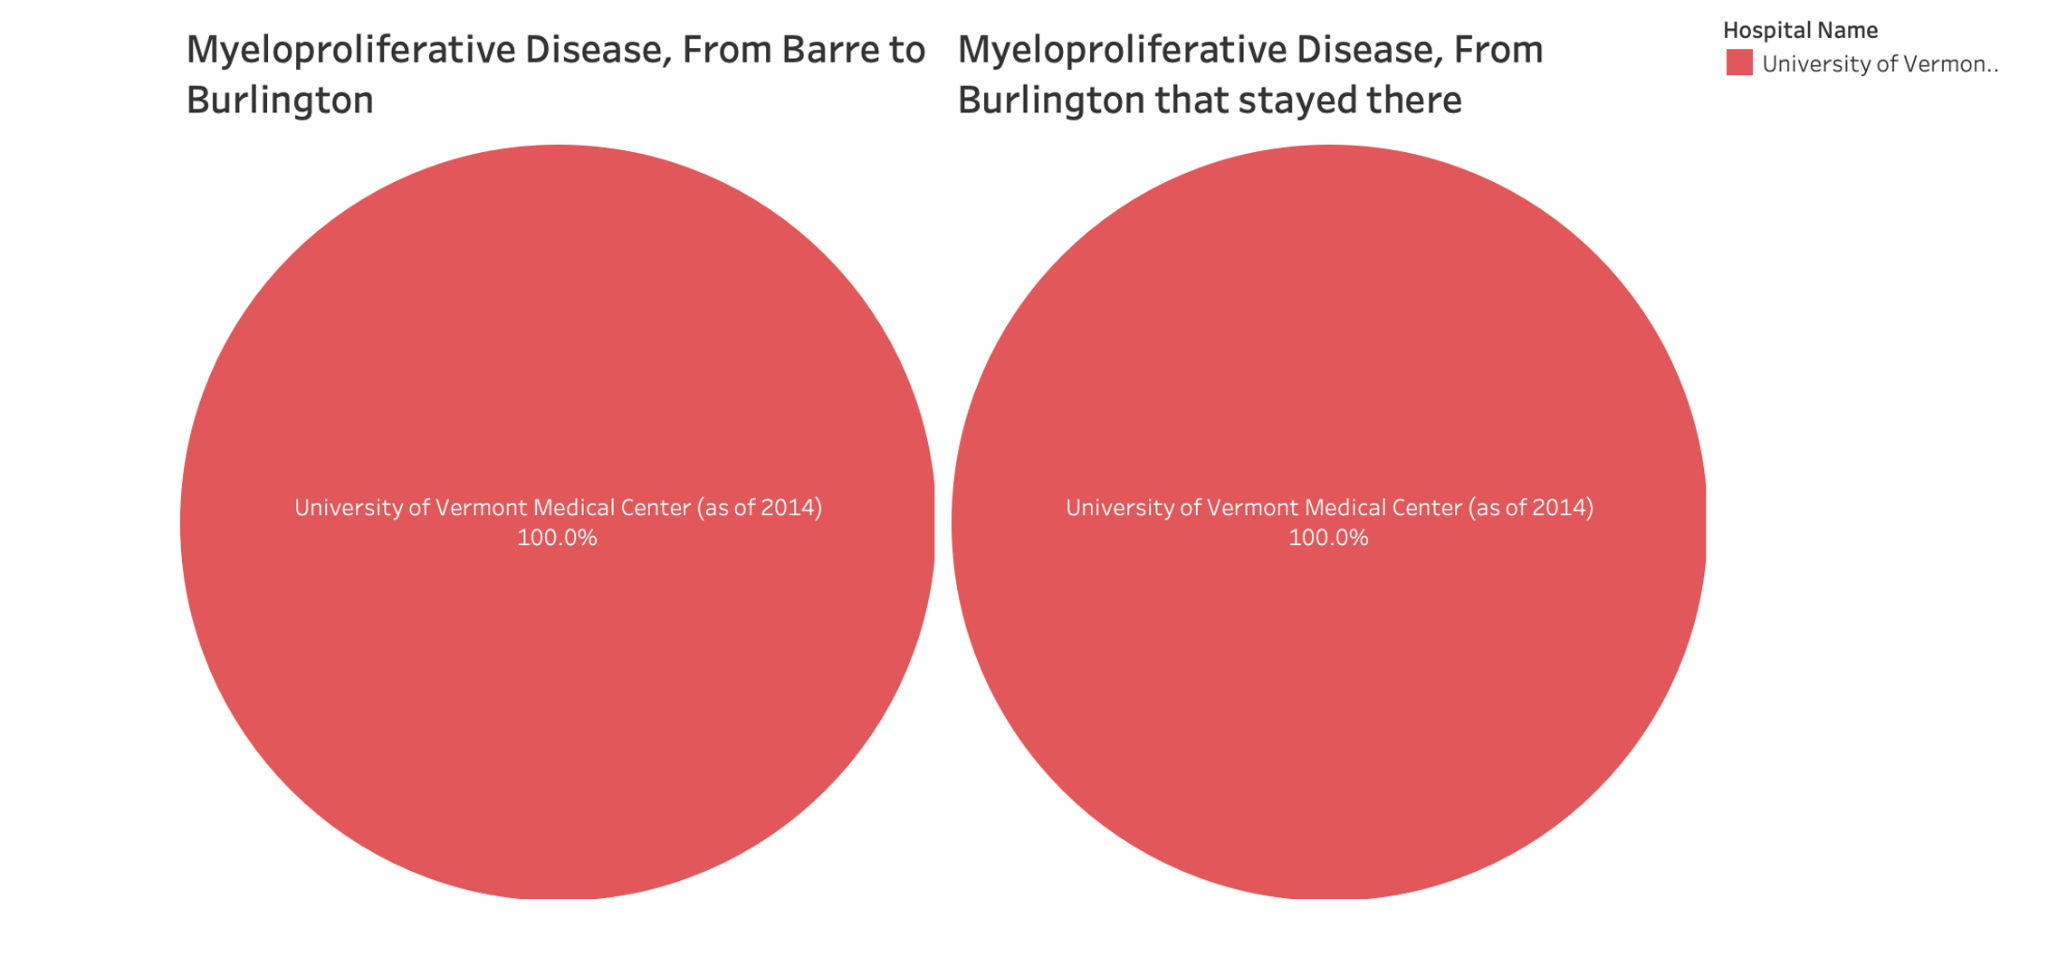 Myeloproliferative Disease, From Barre to
Burlington
Myeloproliferative Disease, From
Burlington that stayed there
Hospital Name
University of Vermon..
University of Vermont Medical Center (as of 2014)
100.0%
University of Vermont Medical Center (as of 2014)
100.0%